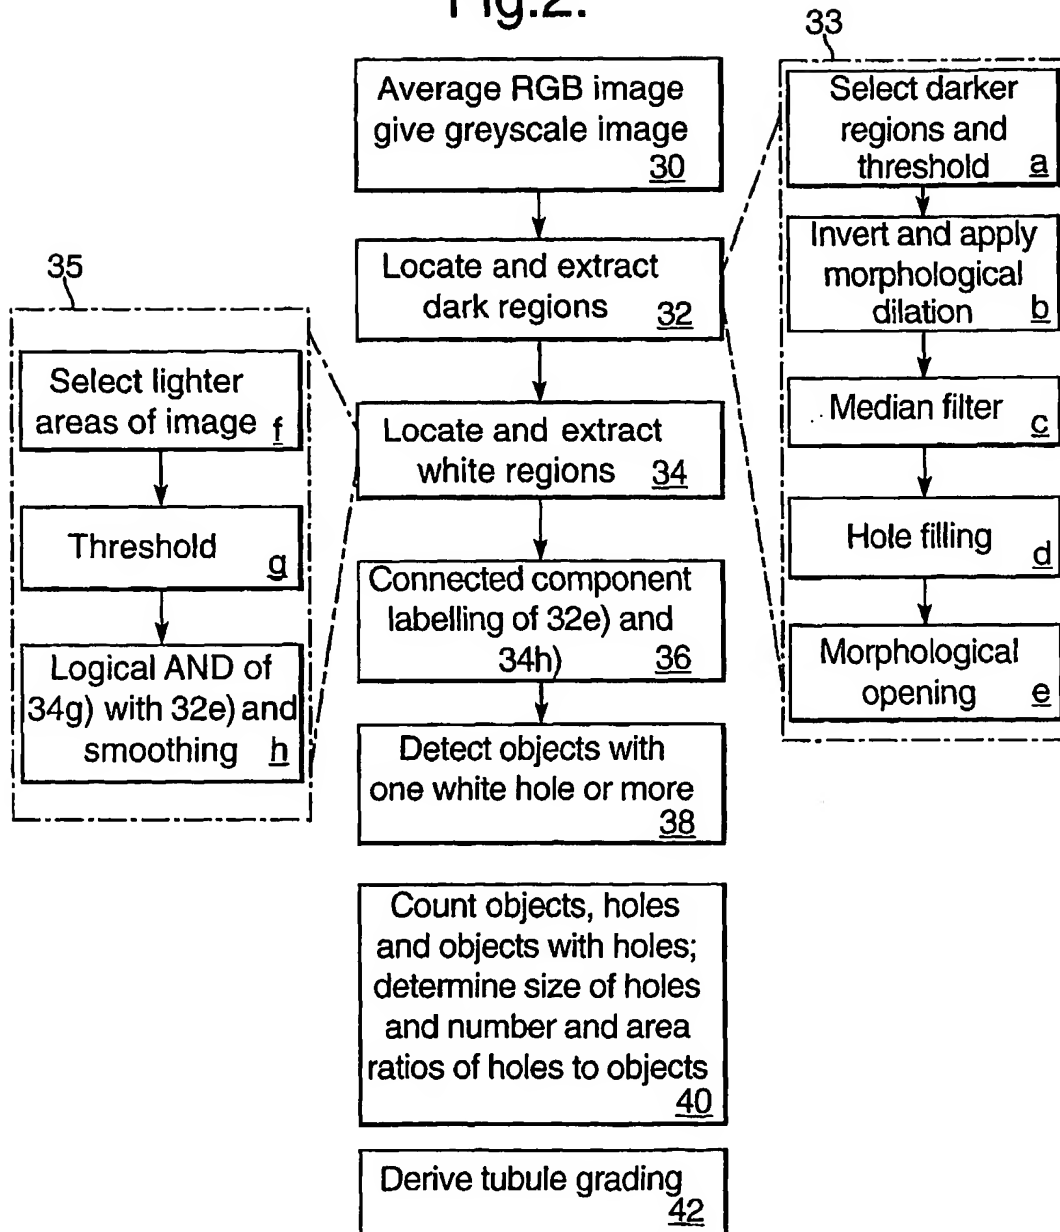 Fig.2.
33
Average RGB image
give greyscale image
30
Select darker
regions and
threshold a
Locate and extract
dark regions 32
Invert and apply
morphological
dilation b
35
Select lighter
areas of image f
Median filter c
Locate and extract
white regions 34
Threshold g
Hole filling d
Connected component
labelling of 32e) and
34h) 36
Logical AND of
34g) with 32e) and
smoothing h
Morphological
opening e
Detect objects with
one white hole or more
38
Count objects, holes
and objects with holes;
determine size of holes
and number and area
ratios of holes to objects
40
Derive tubule grading
42